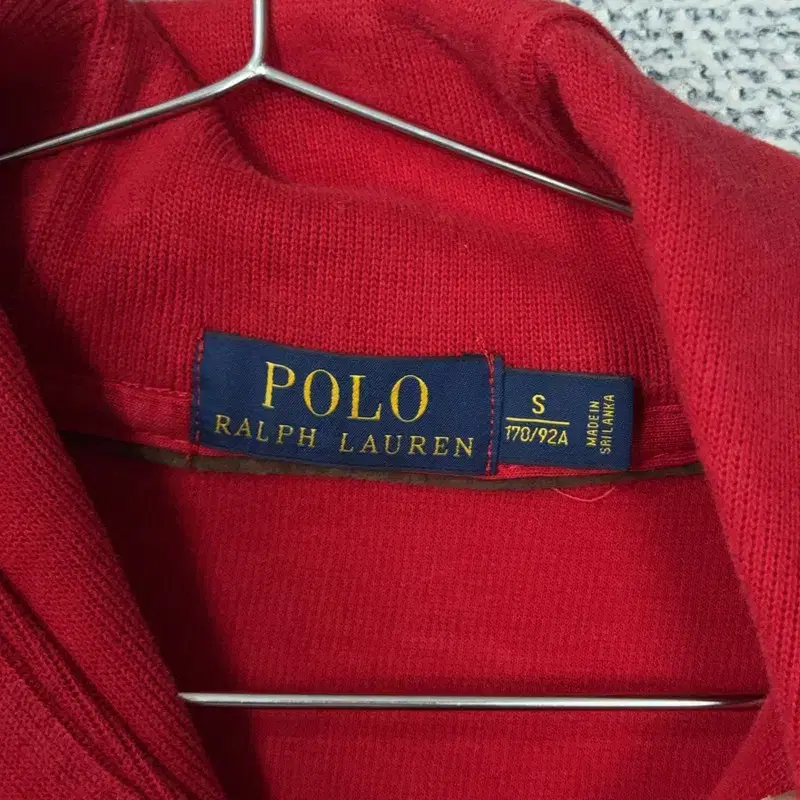 POLO
RALPH LAUREN
S
170/92A
MADE IN
SRI LANKA